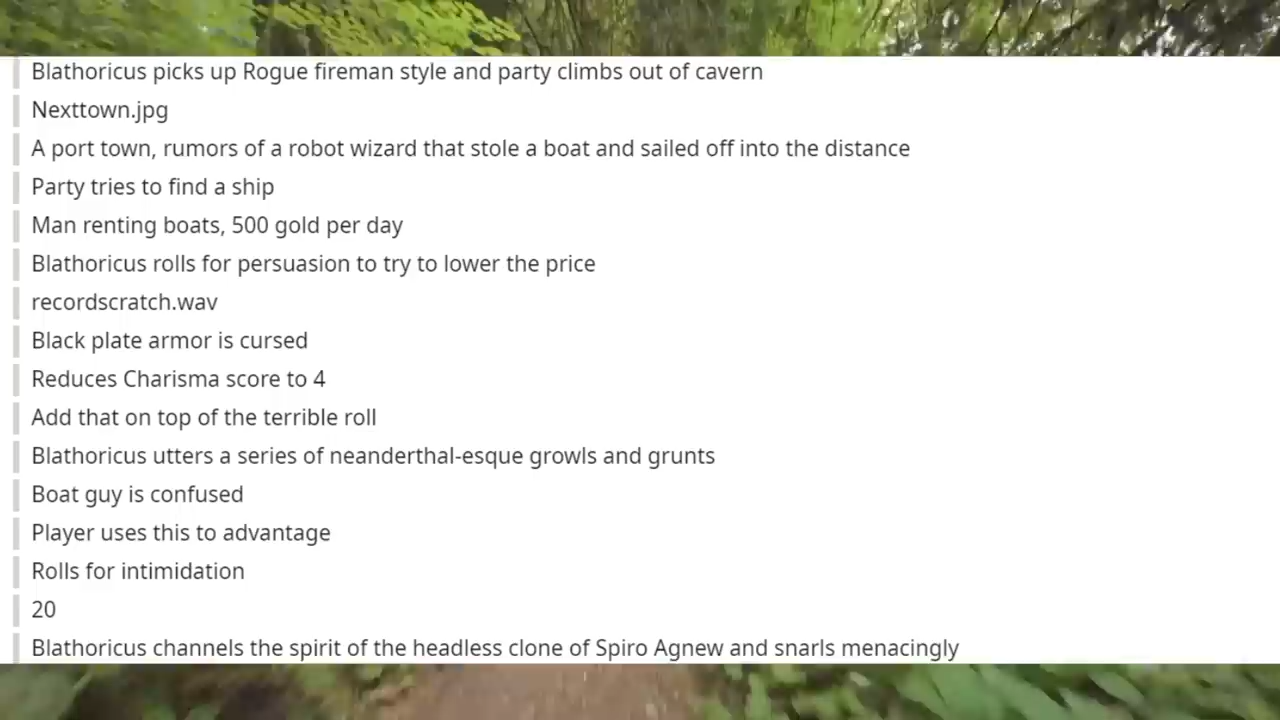 Blathoricus picks up Rogue fireman style and party climbs out of cavern
Nexttown.jpg
A port town, rumors of a robot wizard that stole a boat and sailed off into the distance
Party tries to find a ship
Man renting boats, 500 gold per day
Blathoricus rolls for persuasion to try to lower the price
recordscratch.wav
Black plate armor is cursed
Reduces Charisma score to 4
Add that on top of the terrible roll
Blathoricus utters a series of neanderthal-esque growls and grunts
Boat guy is confused
Player uses this to advantage
Rolls for intimidation
20
Blathoricus channels the spirit of the headless clone of Spiro Agnew and snarls menacingly